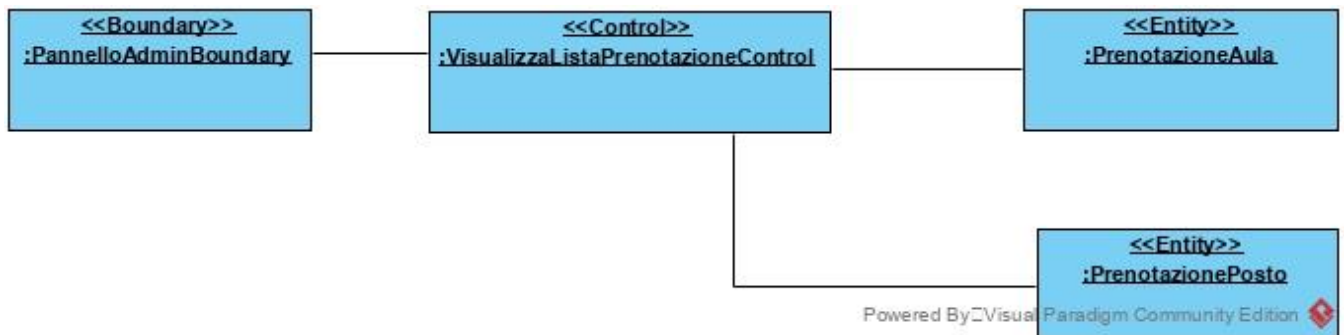 <<Boundary>>
:PannelloAdminBoundary
<<Control>>
:VisualizzaListaPrenotazioneControl
<<Entity>>
:PrenotazioneAula
<<Entity>>
:PrenotazionePosto
Powered By□Visual Paradigm Community Edition